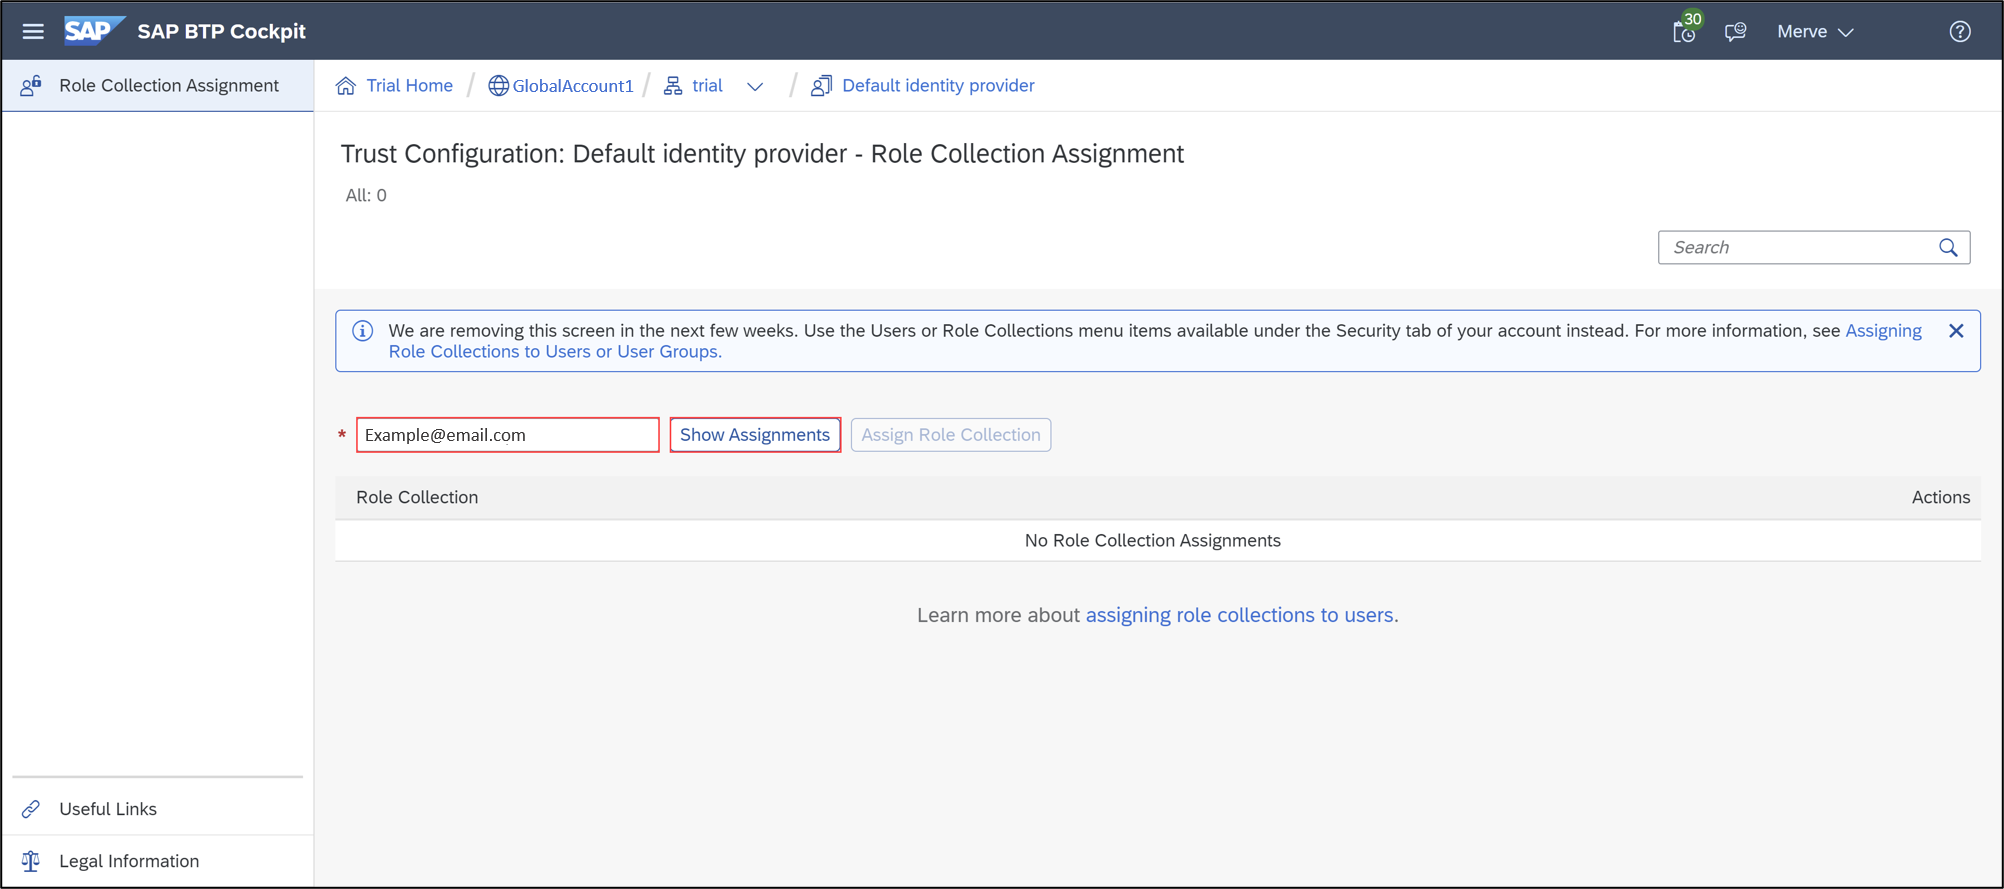 SAP SAP BTP Cockpit 30 Merve
Role Collection Assignment
Trial Home / GlobalAccount1 / trial / Default identity provider
Trust Configuration: Default identity provider - Role Collection Assignment
All: 0
Search
We are removing this screen in the next few weeks. Use the Users or Role Collections menu items available under the Security tab of your account instead. For more information, see Assigning
Role Collections to Users or User Groups.
* Example@email.com Show Assignments Assign Role Collection
Role Collection Actions
No Role Collection Assignments
Learn more about assigning role collections to users.
Useful Links
Legal Information